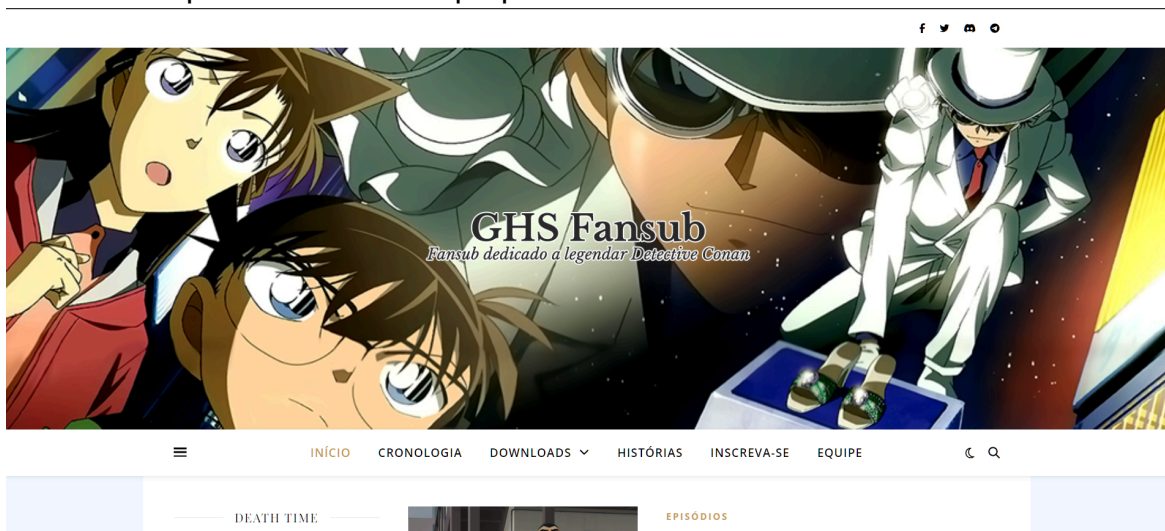 GHS Fansub
Fansub dedicado a legendar Detective Conan
INÍCIO CRONOLOGIA DOWNLOADS HISTÓRIAS INSCREVA-SE EQUIPE
DEATH TIME
EPISÓDIOS